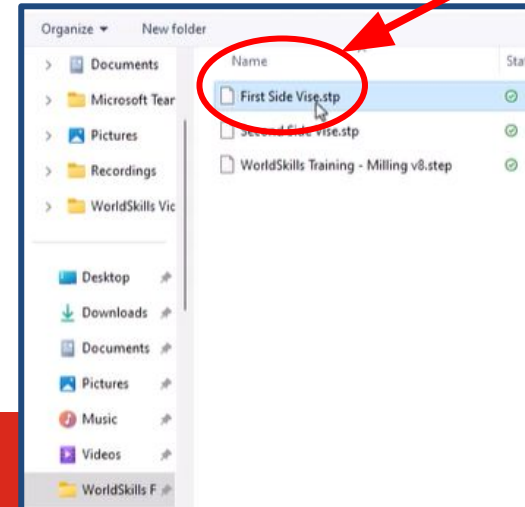 Organize New folder
Documents
Microsoft Tear
Pictures
Recordings
WorldSkills Vic
Desktop
Downloads
Documents
Pictures
Music
Videos
WorldSkills F
Name Sta
First Side Vise.stp
Second Side Vise.stp
WorldSkills Training - Milling v8.step